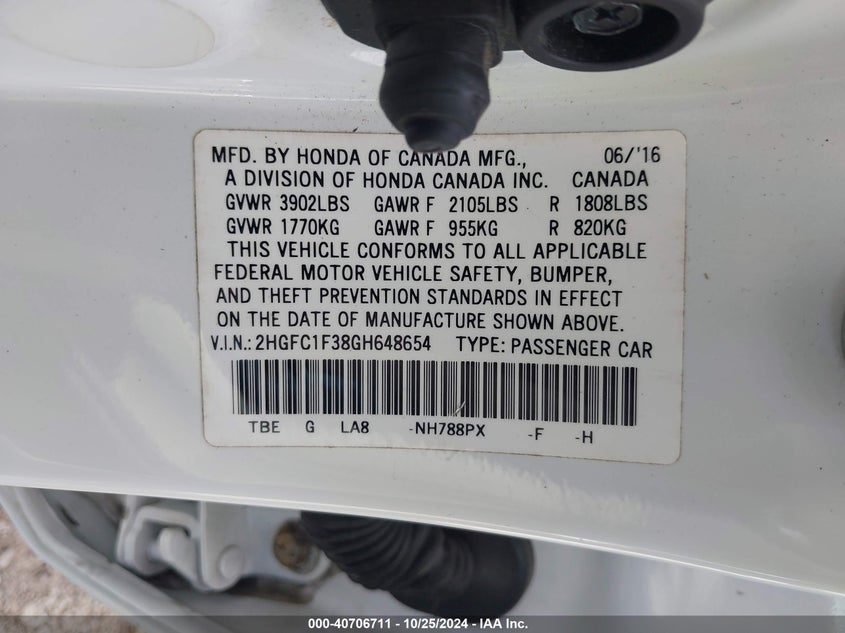 MFD. BY HONDA OF CANADA MFG., 06/'16
A DIVISION OF HONDA CANADA INC. CANADA
GVWR 3902LBS GAWR F 2105LBS R 1808LBS
GVWR 1770KG GAWR F 955KG R 820KG
THIS VEHICLE CONFORMS TO ALL APPLICABLE
FEDERAL MOTOR VEHICLE SAFETY, BUMPER,
AND THEFT PREVENTION STANDARDS IN EFFECT
ON THE DATE OF MANUFACTURE SHOWN ABOVE.
V.I.N.: 2HGFC1F38GH648654 TYPE: PASSENGER CAR
TBE G LA8 -NH788PX -F -H
000-40706711 - 10/25/2024 - IAA Inc.